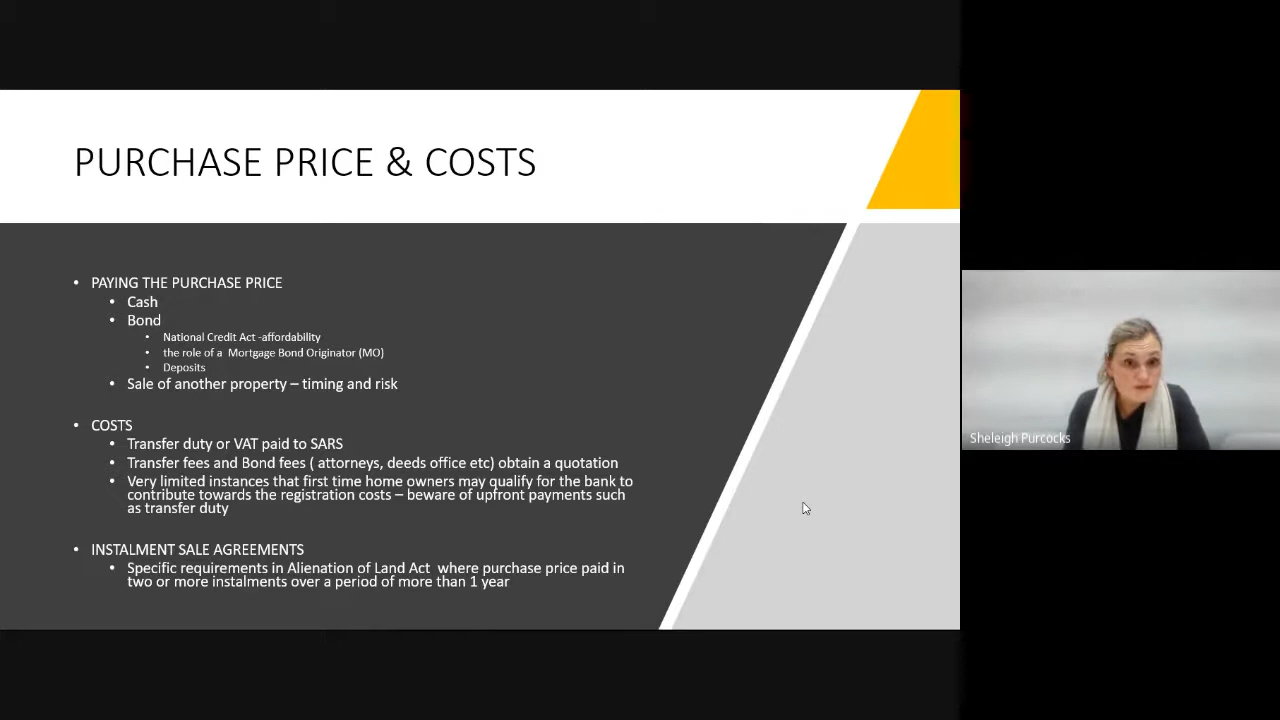 PURCHASE PRICE & COSTS
• PAYING THE PURCHASE PRICE
• Cash
• Bond
• National Credit Act -affordability
• the role of a Mortgage Bond Originator (MO)
• Deposits
• Sale of another property – timing and risk
• COSTS
• Transfer duty or VAT paid to SARS
• Transfer fees and Bond fees ( attorneys, deeds office etc) obtain a quotation
• Very limited instances that first time home owners may qualify for the bank to
contribute towards the registration costs – beware of upfront payments such
as transfer duty
• INSTALMENT SALE AGREEMENTS
• Specific requirements in Alienation of Land Act where purchase price paid in
two or more instalments over a period of more than 1 year
Sheleigh Purcocks